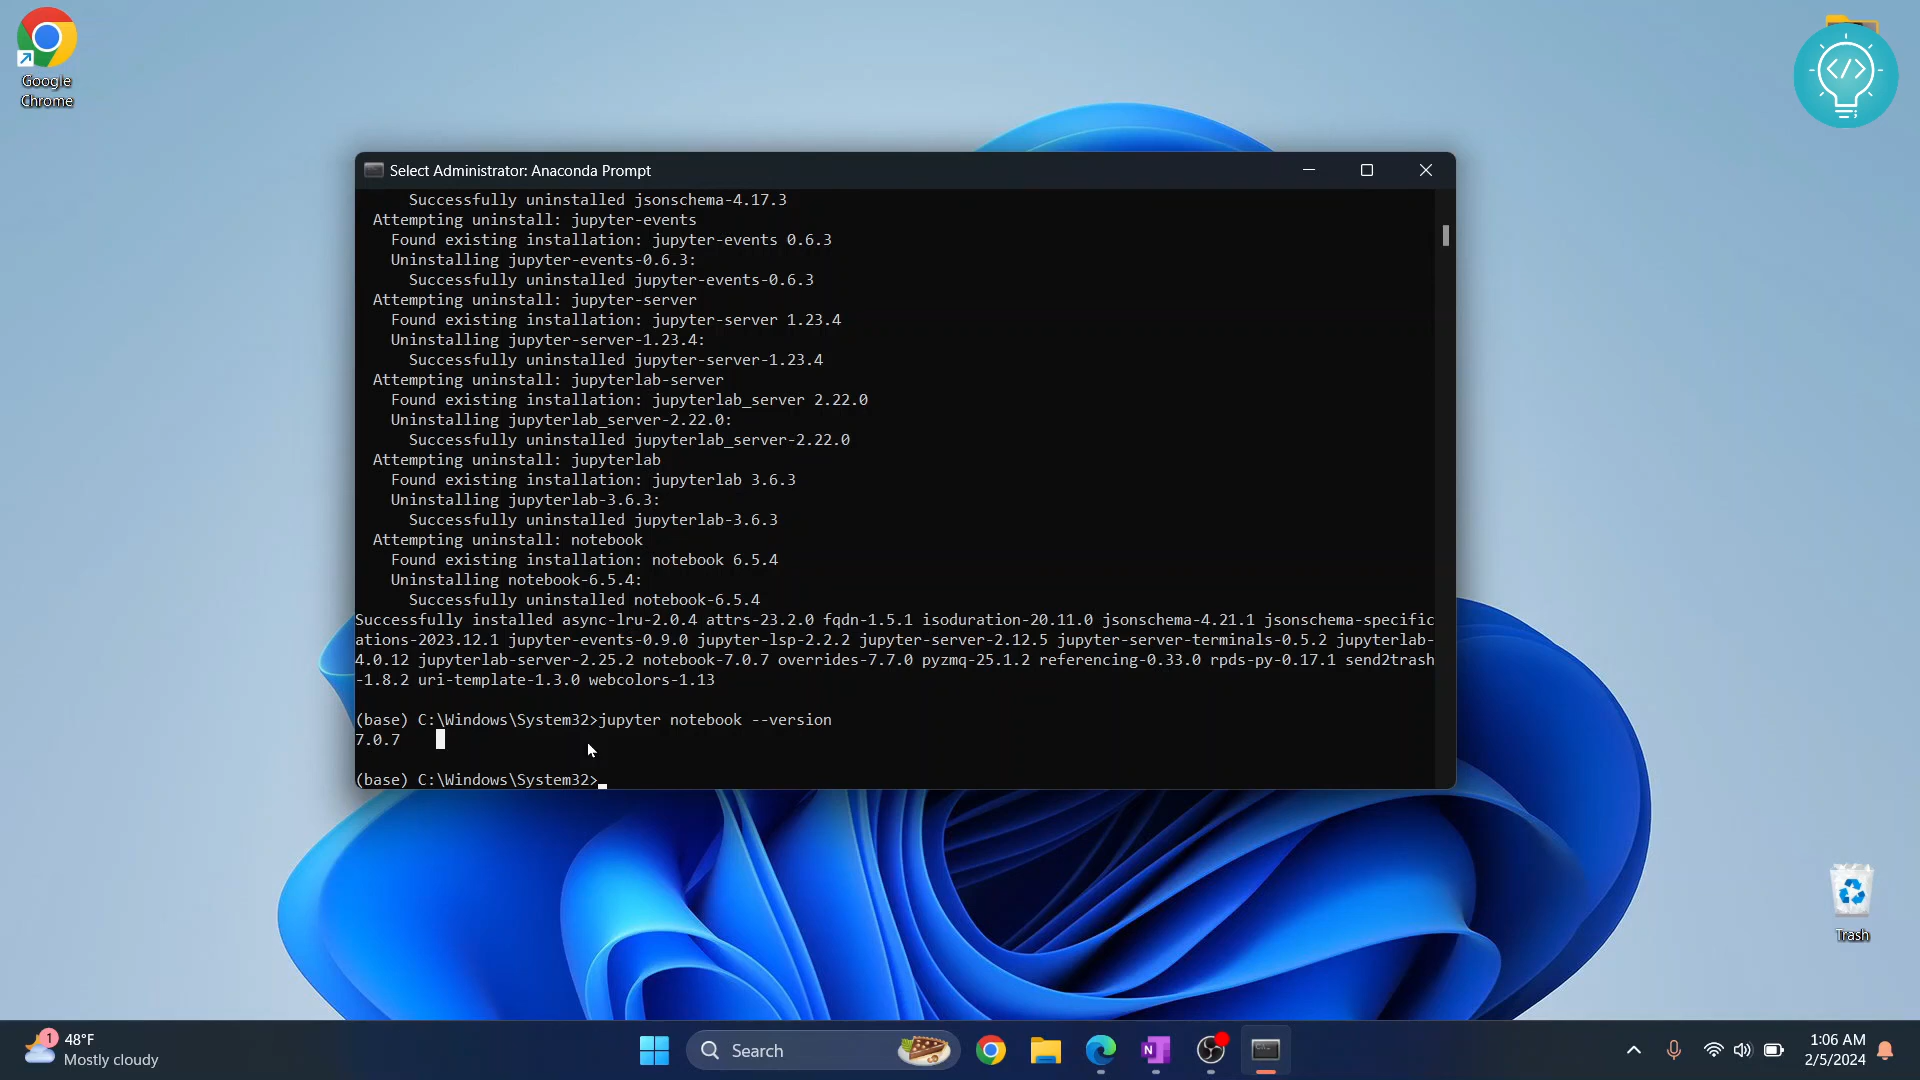 Google
Chrome
</>
Select Administrator: Anaconda Prompt
Successfully uninstalled jsonschema-4.17.3
Attempting uninstall: jupyter-events
Found existing installation: jupyter-events 0.6.3
Uninstalling jupyter-events-0.6.3:
Successfully uninstalled jupyter-events-0.6.3
Attempting uninstall: jupyter-server
Found existing installation: jupyter-server 1.23.4
Uninstalling jupyter-server-1.23.4:
Successfully uninstalled jupyter-server-1.23.4
Attempting uninstall: jupyterlab-server
Found existing installation: jupyterlab_server 2.22.0
Uninstalling jupyterlab_server-2.22.0:
Successfully uninstalled jupyterlab_server-2.22.0
Attempting uninstall: jupyterlab
Found existing installation: jupyterlab 3.6.3
Uninstalling jupyterlab-3.6.3:
Successfully uninstalled jupyterlab-3.6.3
Attempting uninstall: notebook
Found existing installation: notebook 6.5.4
Uninstalling notebook-6.5.4:
Successfully uninstalled notebook-6.5.4
Successfully installed async-lru-2.0.4 attrs-23.2.0 fqdn-1.5.1 isoduration-20.11.0 jsonschema-4.21.1 jsonschema-specific
ations-2023.12.1 jupyter-events-0.9.0 jupyter-lsp-2.2.2 jupyter-server-2.12.5 jupyter-server-terminals-0.5.2 jupyterlab-
4.0.12 jupyterlab-server-2.25.2 notebook-7.0.7 overrides-7.7.0 pyzmq-25.1.2 referencing-0.33.0 rpds-py-0.17.1 send2trash
-1.8.2 uri-template-1.3.0 webcolors-1.13
(base) C:\Windows\System32>jupyter notebook --version
7.0.7
(base) C:\Windows\System32>
Trash
1
48°F
Mostly cloudy
Search
N
1:06 AM
2/5/2024